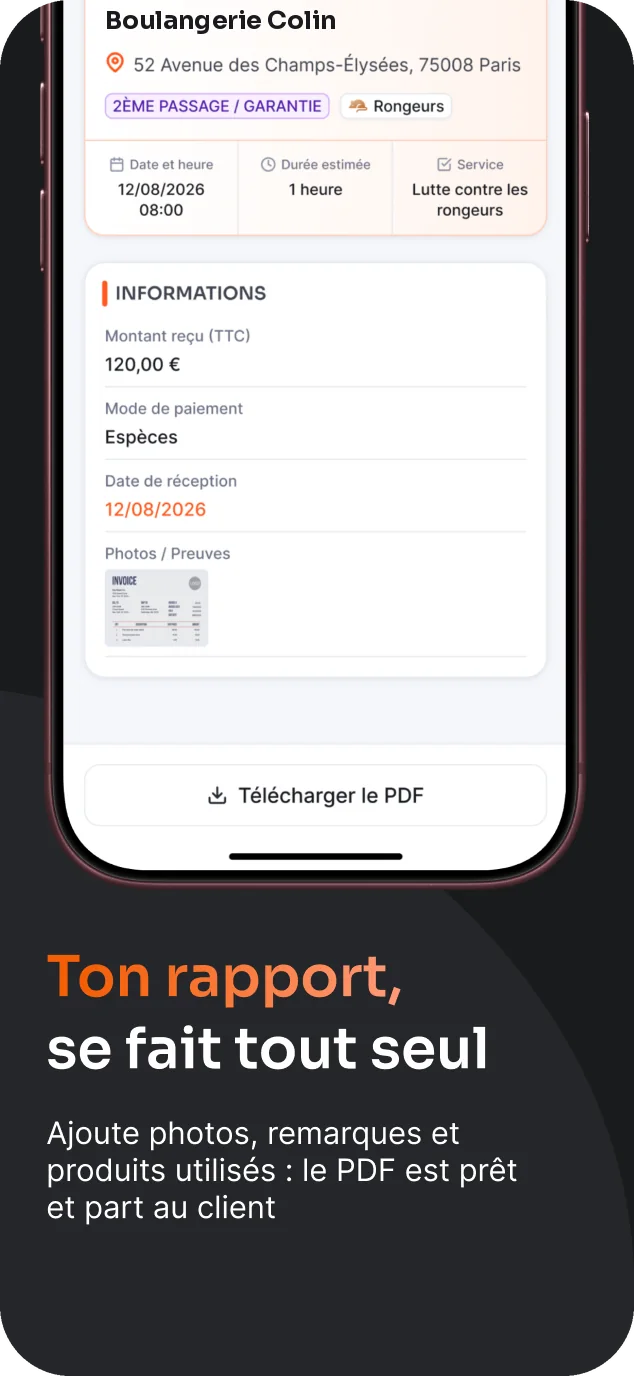 Boulangerie Colin
52 Avenue des Champs-Élysées, 75008 Paris
2ÈME PASSAGE / GARANTIE
Rongeurs
Date et heure
12/08/2026
08:00
Durée estimée
1 heure
Service
Lutte contre les
rongeurs
INFORMATIONS
Montant reçu (TTC)
120,00 €
Mode de paiement
Espèces
Date de réception
12/08/2026
Photos / Preuves
INVOICE
Télécharger le PDF
Ton rapport,
se fait tout seul
Ajoute photos, remarques et
produits utilisés : le PDF est prêt
et part au client